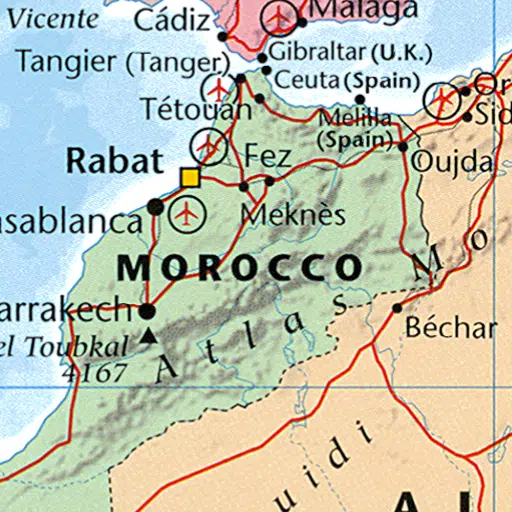 Vicente
Cádiz
Málaga
Gibraltar (U.K.)
Tangier (Tanger)
Ceuta (Spain)
Or
Tétouan
Melilla
(Spain)
Sid
Rabat
Fez
Oujda
asablanca
Meknès
MOROCCO
Mo
arrakech
Béchar
el Toubkal
4167
Atlas
uidi
AL